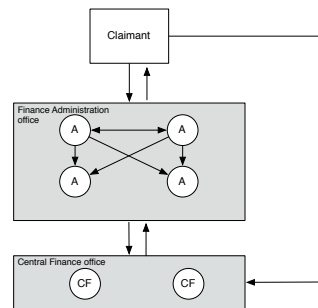 Claimant
Finance Administration
office
A A
A A
Central Finance office
CF CF